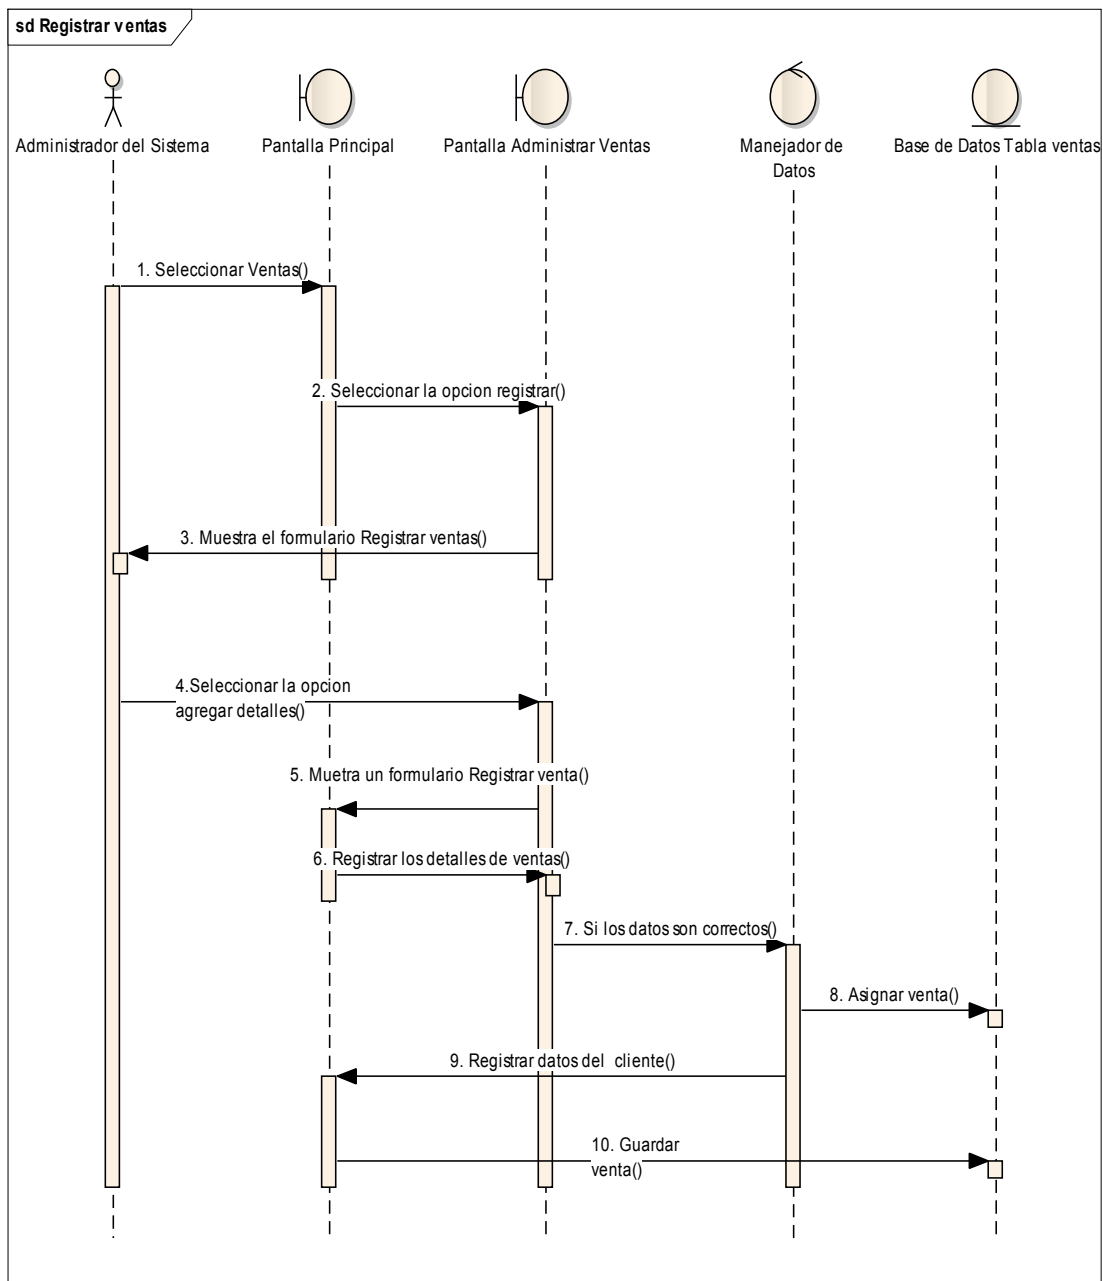 sd Registrar ventas
Administrador del Sistema
Pantalla Principal
Pantalla Administrar Ventas
Manejador de
Datos
Base de Datos Tabla ventas
1. Seleccionar Ventas()
2. Seleccionar la opcion registrar()
3. Muestra el formulario Registrar ventas()
4.Seleccionar la opcion
agregar detalles()
5. Muetra un formulario Registrar venta()
6. Registrar los detalles de ventas()
7. Si los datos son correctos()
8. Asignar venta()
9. Registrar datos del  cliente()
10. Guardar
venta()